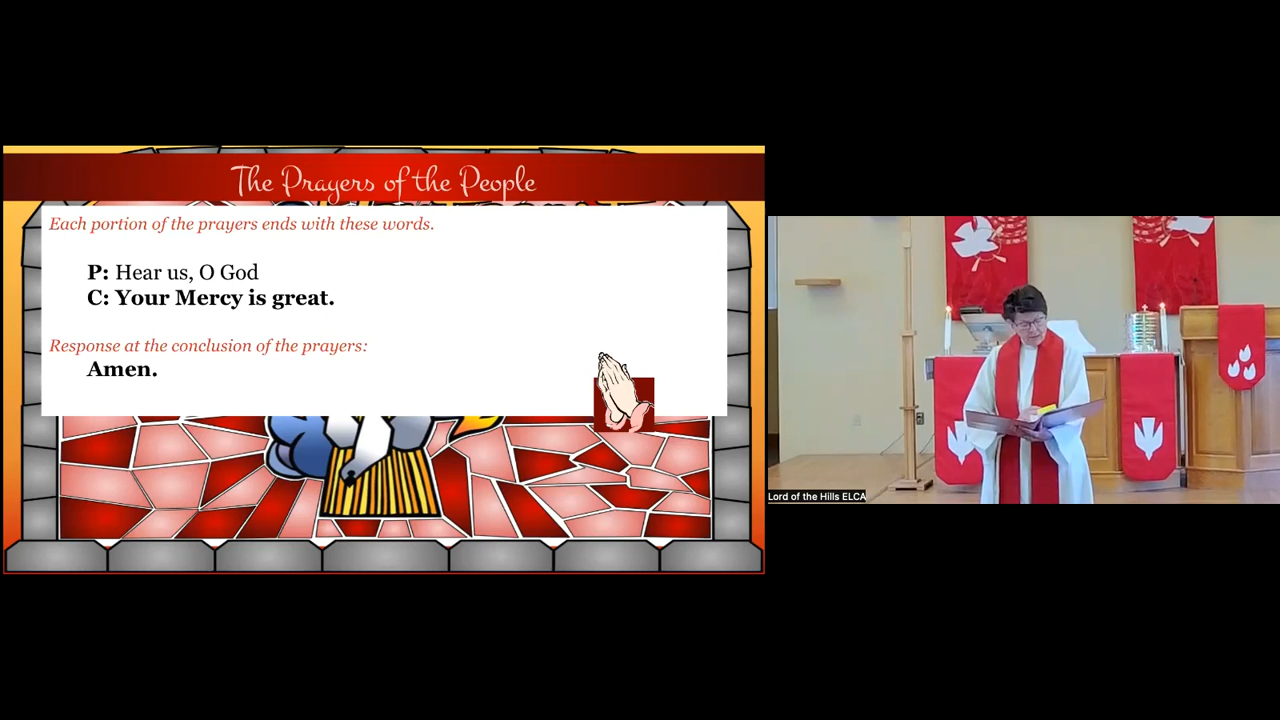 The Prayers of the People
Each portion of the prayers ends with these words.
P: Hear us, O God
C: Your Mercy is great.
Response at the conclusion of the prayers:
Amen.
Lord of the Hills ELCA